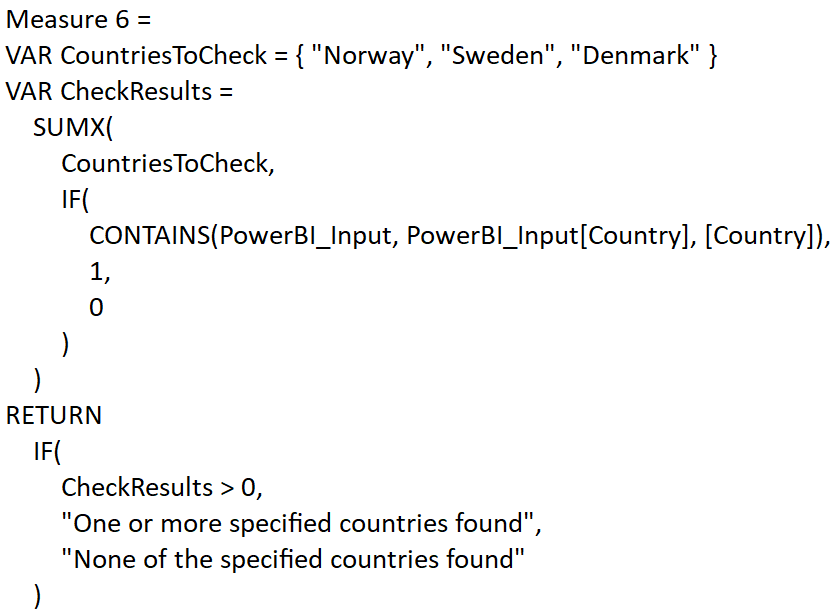 Measure 6 =
VAR CountriesToCheck = { "Norway", "Sweden", "Denmark" }
VAR CheckResults =
SUMX(
CountriesToCheck,
IF(
CONTAINS(PowerBI_Input, PowerBI_Input[Country], [Country]),
1,
0
)
)
RETURN
IF(
CheckResults > 0,
"One or more specified countries found",
"None of the specified countries found"
)